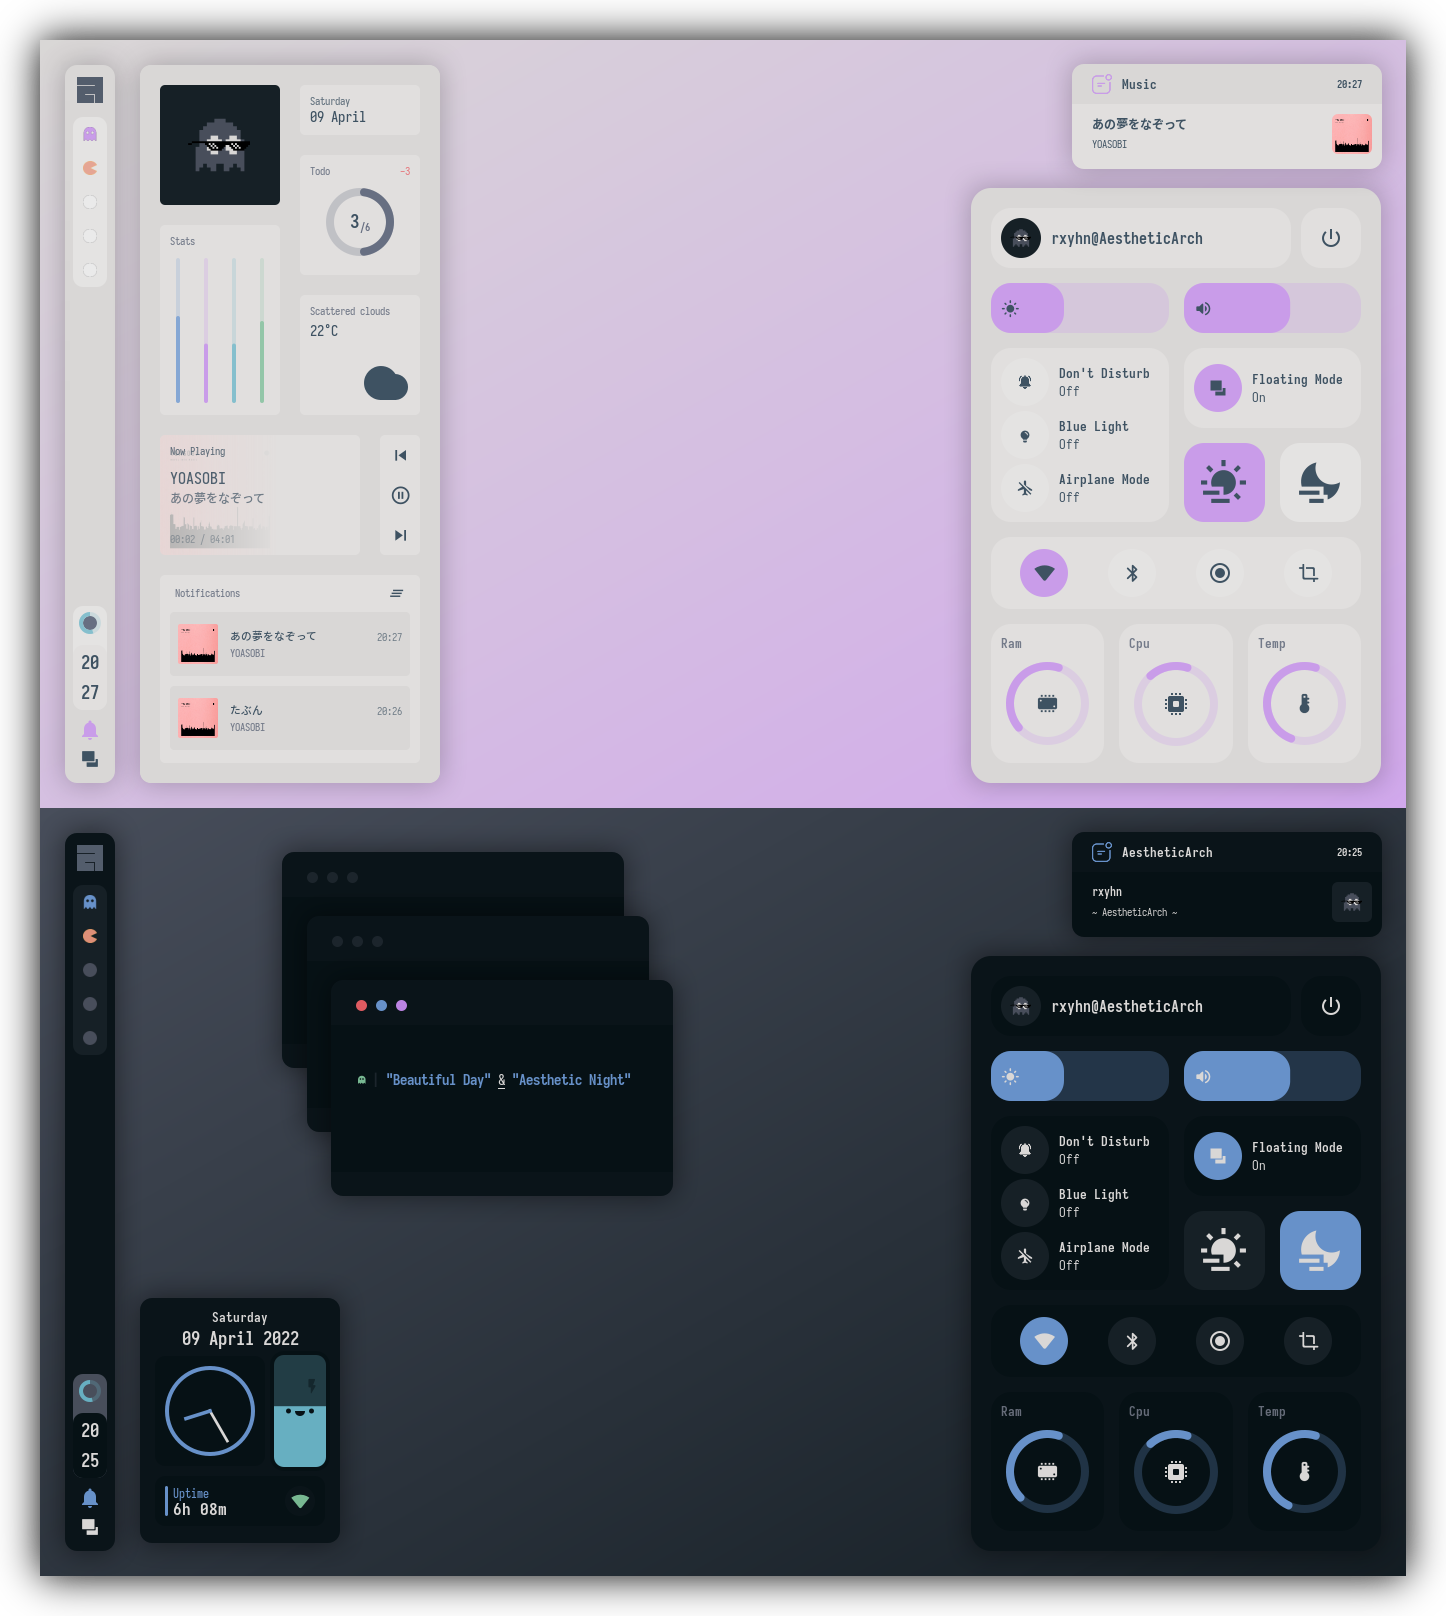 Saturday
09 April
Todo
-3
3/6
Stats
Scattered clouds
22°C
Now Playing
YOASOBI
あの夢をなぞって
00:02 / 04:01
Notifications
あの夢をなぞって
20:27
YOASOBI
たぶん
20:26
YOASOBI
20
27
Music
20:27
あの夢をなぞって
YOASOBI
rxyhn@AestheticArch
Don't Disturb
Off
Blue Light
Off
Airplane Mode
Off
Floating Mode
On
Ram
Cpu
Temp
"Beautiful Day" & "Aesthetic Night"
20
25
Saturday
09 April 2022
Uptime
6h 08m
AestheticArch
20:25
rxyhn
~ AestheticArch ~
rxyhn@AestheticArch
Don't Disturb
Off
Blue Light
Off
Airplane Mode
Off
Floating Mode
On
Ram
Cpu
Temp